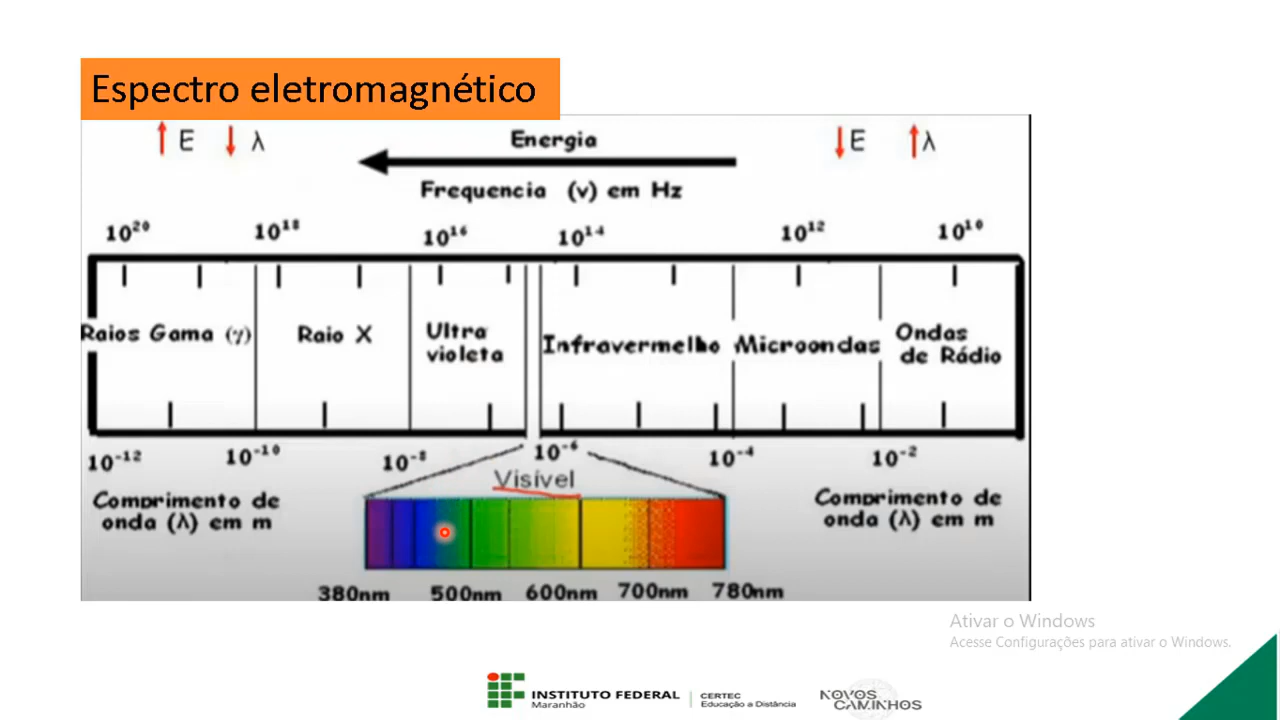 Espectro eletromagnético
↑ E ↓ λ
Energia
↓E ↑λ
Frequencia (ν) em Hz
10²⁰ 10¹⁸ 10¹⁶ 10¹⁴ 10¹² 10¹⁰
Raios Gama (γ)
Raio X
Ultra
violeta
Infravermelho
Microondas
Ondas
de Rádio
10⁻¹² 10⁻¹⁰ 10⁻⁸ 10⁻⁶ 10⁻⁴ 10⁻²
Visível
Comprimento de
onda (λ) em m
Comprimento de
onda (λ) em m
380nm 500nm 600nm 700nm 780nm
Ativar o Windows
Acesse Configurações para ativar o Windows.
INSTITUTO FEDERAL
Maranhão
CERTEC
Educação a Distância
NOVOS
CAMINHOS